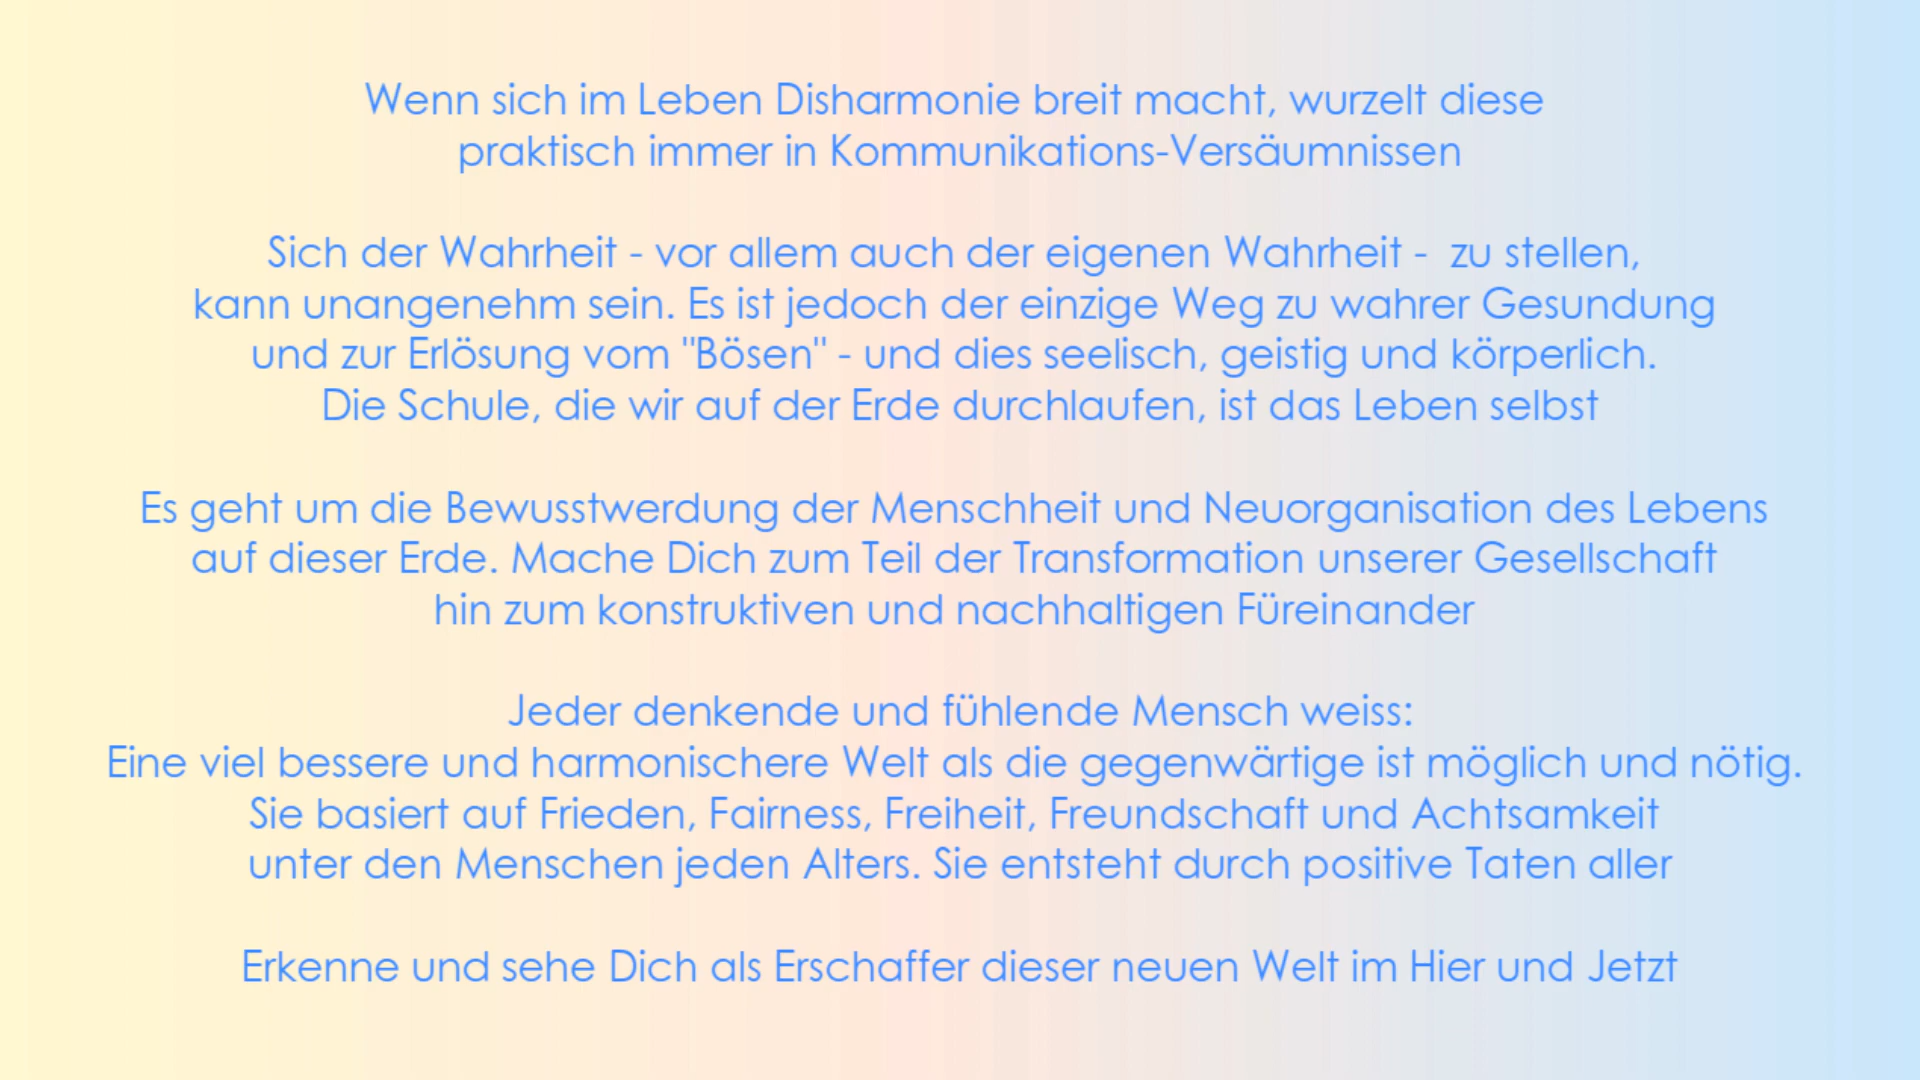 Wenn sich im Leben Disharmonie breit macht, wurzelt diese
praktisch immer in Kommunikations-Versäumnissen
Sich der Wahrheit - vor allem auch der eigenen Wahrheit -  zu stellen,
kann unangenehm sein. Es ist jedoch der einzige Weg zu wahrer Gesundung
und zur Erlösung vom "Bösen" - und dies seelisch, geistig und körperlich.
Die Schule, die wir auf der Erde durchlaufen, ist das Leben selbst
Es geht um die Bewusstwerdung der Menschheit und Neuorganisation des Lebens
auf dieser Erde. Mache Dich zum Teil der Transformation unserer Gesellschaft
hin zum konstruktiven und nachhaltigen Füreinander
Jeder denkende und fühlende Mensch weiss:
Eine viel bessere und harmonischere Welt als die gegenwärtige ist möglich und nötig.
Sie basiert auf Frieden, Fairness, Freiheit, Freundschaft und Achtsamkeit
unter den Menschen jeden Alters. Sie entsteht durch positive Taten aller
Erkenne und sehe Dich als Erschaffer dieser neuen Welt im Hier und Jetzt